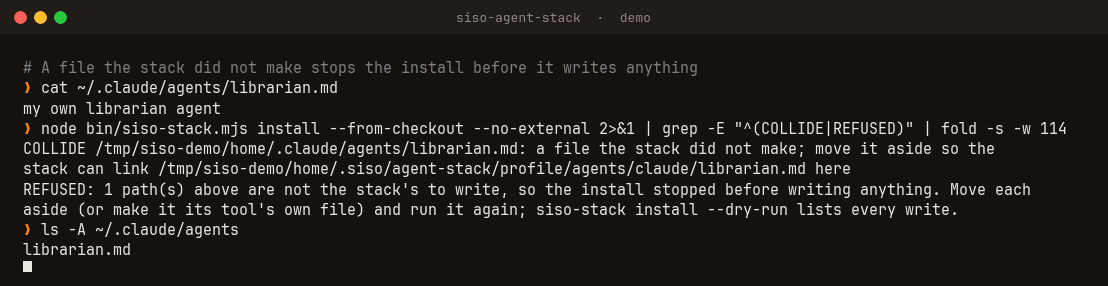 siso-agent-stack · demo
# A file the stack did not make stops the install before it writes anything
❯ cat ~/.claude/agents/librarian.md
my own librarian agent
❯ node bin/siso-stack.mjs install --from-checkout --no-external 2>&1 | grep -E "^(COLLIDE|REFUSED)" | fold -s -w 114
COLLIDE /tmp/siso-demo/home/.claude/agents/librarian.md: a file the stack did not make; move it aside so the
stack can link /tmp/siso-demo/home/.siso/agent-stack/profile/agents/claude/librarian.md here
REFUSED: 1 path(s) above are not the stack's to write, so the install stopped before writing anything. Move each
aside (or make it its tool's own file) and run it again; siso-stack install --dry-run lists every write.
❯ ls -A ~/.claude/agents
librarian.md